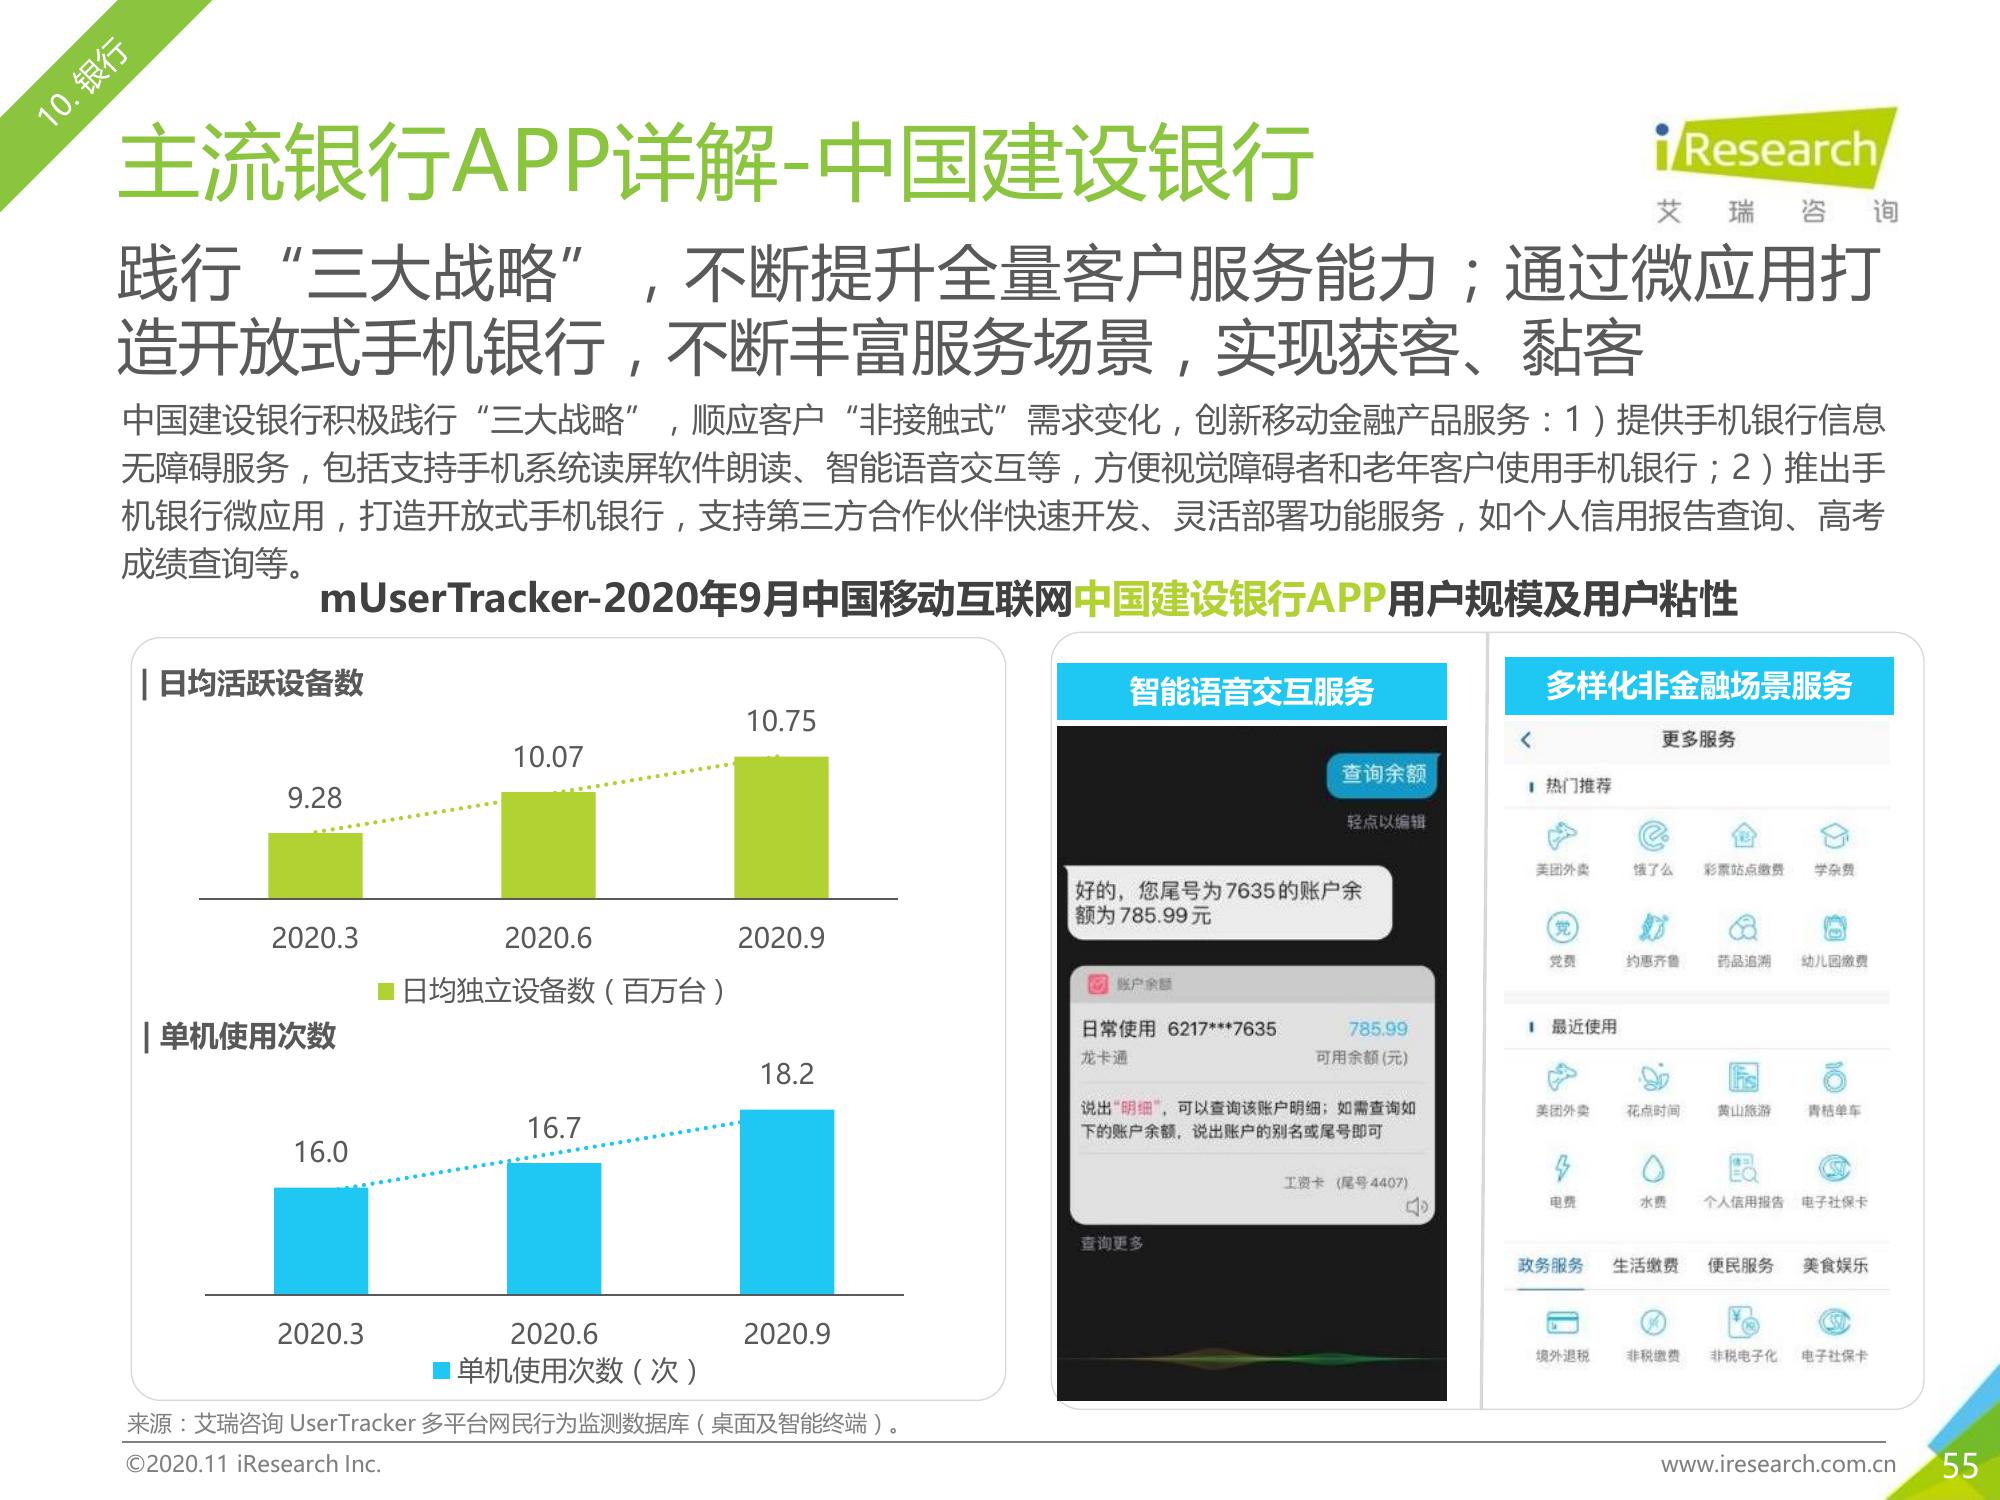 10. 银行
主流银行APP详解-中国建设银行
iResearch
艾瑞咨询
践行“三大战略”，不断提升全量客户服务能力；通过微应用打
造开放式手机银行，不断丰富服务场景，实现获客、黏客
中国建设银行积极践行“三大战略”，顺应客户“非接触式”需求变化，创新移动金融产品服务：1）提供手机银行信息
无障碍服务，包括支持手机系统读屏软件朗读、智能语音交互等，方便视觉障碍者和老年客户使用手机银行；2）推出手
机银行微应用，打造开放式手机银行，支持第三方合作伙伴快速开发、灵活部署功能服务，如个人信用报告查询、高考
成绩查询等。
mUserTracker-2020年9月中国移动互联网中国建设银行APP用户规模及用户粘性
| 日均活跃设备数
9.28
10.07
10.75
2020.3 2020.6 2020.9
日均独立设备数（百万台）
| 单机使用次数
16.0
16.7
18.2
2020.3 2020.6 2020.9
单机使用次数（次）
智能语音交互服务
查询余额
轻点以编辑
好的，您尾号为7635的账户余
额为785.99元
账户余额
日常使用 6217***7635 785.99
龙卡通 可用余额(元)
说出“明细”，可以查询该账户明细；如需查询如
下的账户余额，说出账户的别名或尾号即可
工资卡 (尾号4407)
查询更多
多样化非金融场景服务
更多服务
热门推荐
美团外卖 饿了么 彩票站点缴费 学杂费
党
党费 约惠齐鲁 药品追溯 幼儿园缴费
最近使用
美团外卖 花点时间 黄山旅游 青桔单车
电费 水费 个人信用报告 电子社保卡
政务服务 生活缴费 便民服务 美食娱乐
境外退税 非税缴费 非税电子化 电子社保卡
来源：艾瑞咨询 UserTracker 多平台网民行为监测数据库（桌面及智能终端）。
©2020.11 iResearch Inc.
www.iresearch.com.cn
55